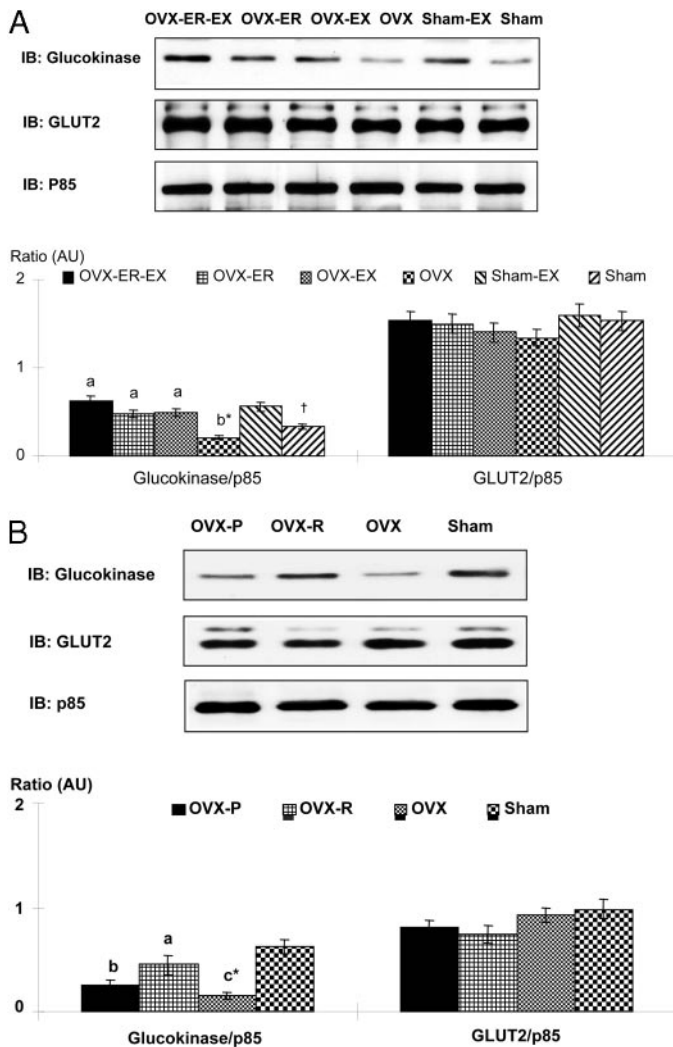 A
OVX-ER-EX OVX-ER OVX-EX OVX Sham-EX Sham
IB: Glucokinase
IB: GLUT2
IB: P85
Ratio (AU)
2
OVX-ER-EX OVX-ER OVX-EX OVX Sham-EX Sham
1
a a a b* †
0
Glucokinase/p85 GLUT2/p85
B
OVX-P OVX-R OVX Sham
IB: Glucokinase
IB: GLUT2
IB: p85
Ratio (AU)
2
OVX-P OVX-R OVX Sham
1
b a c*
0
Glucokinase/p85 GLUT2/p85